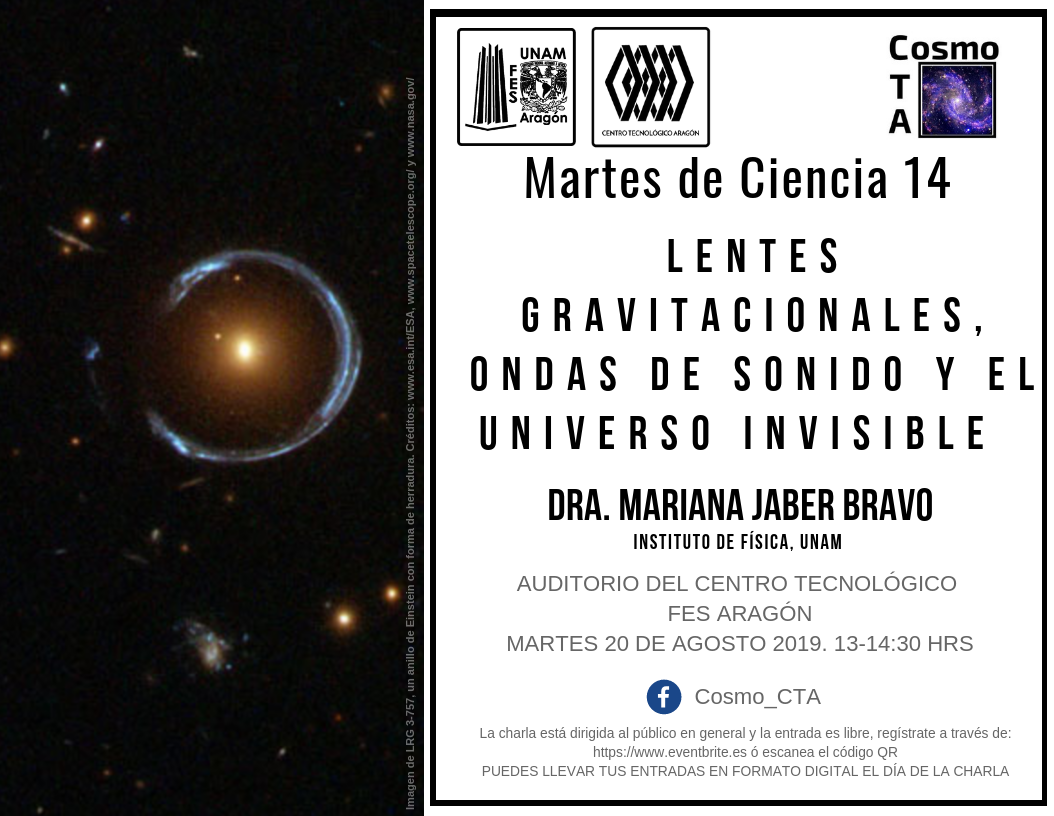 Imagen de LRG 3-757, un anillo de Einstein con forma de herradura. Créditos: www.esa.int/ESA, www.spacetelescope.org/ y www.nasa.gov/
UNAM
FES
Aragón
CENTRO TECNOLÓGICO ARAGÓN
Cosmo
T
A
Martes de Ciencia 14
LENTES
GRAVITACIONALES,
ONDAS DE SONIDO Y EL
UNIVERSO INVISIBLE
DRA. MARIANA JABER BRAVO
INSTITUTO DE FÍSICA, UNAM
AUDITORIO DEL CENTRO TECNOLÓGICO
FES ARAGÓN
MARTES 20 DE AGOSTO 2019. 13-14:30 HRS
Cosmo_CTA
La charla está dirigida al público en general y la entrada es libre, regístrate a través de:
https://www.eventbrite.es ó escanea el código QR
PUEDES LLEVAR TUS ENTRADAS EN FORMATO DIGITAL EL DÍA DE LA CHARLA